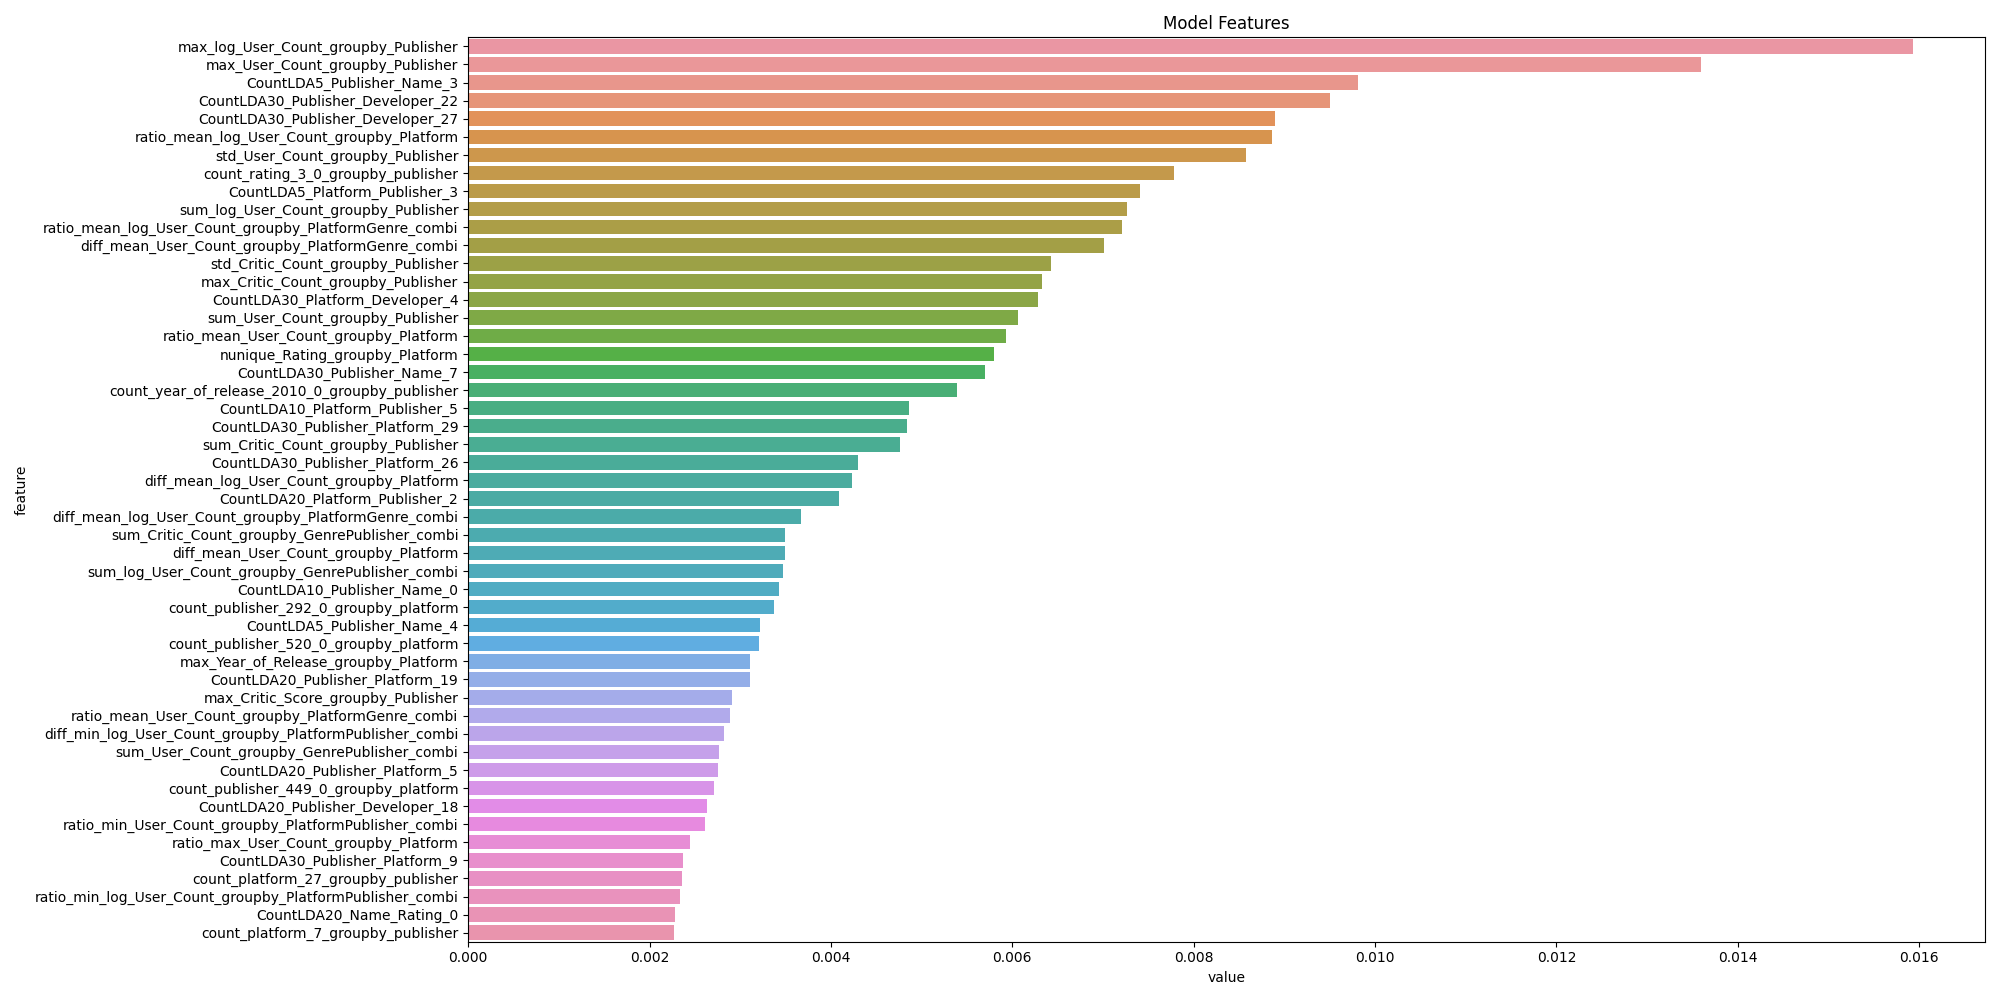 Model Features
max_log_User_Count_groupby_Publisher
max_User_Count_groupby_Publisher
CountLDA5_Publisher_Name_3
CountLDA30_Publisher_Developer_22
CountLDA30_Publisher_Developer_27
ratio_mean_log_User_Count_groupby_Platform
std_User_Count_groupby_Publisher
count_rating_3_0_groupby_publisher
CountLDA5_Platform_Publisher_3
sum_log_User_Count_groupby_Publisher
ratio_mean_log_User_Count_groupby_PlatformGenre_combi
diff_mean_User_Count_groupby_PlatformGenre_combi
std_Critic_Count_groupby_Publisher
max_Critic_Count_groupby_Publisher
CountLDA30_Platform_Developer_4
sum_User_Count_groupby_Publisher
ratio_mean_User_Count_groupby_Platform
nunique_Rating_groupby_Platform
CountLDA30_Publisher_Name_7
count_year_of_release_2010_0_groupby_publisher
CountLDA10_Platform_Publisher_5
CountLDA30_Publisher_Platform_29
sum_Critic_Count_groupby_Publisher
CountLDA30_Publisher_Platform_26
diff_mean_log_User_Count_groupby_Platform
CountLDA20_Platform_Publisher_2
diff_mean_log_User_Count_groupby_PlatformGenre_combi
sum_Critic_Count_groupby_GenrePublisher_combi
diff_mean_User_Count_groupby_Platform
sum_log_User_Count_groupby_GenrePublisher_combi
CountLDA10_Publisher_Name_0
count_publisher_292_0_groupby_platform
CountLDA5_Publisher_Name_4
count_publisher_520_0_groupby_platform
max_Year_of_Release_groupby_Platform
CountLDA20_Publisher_Platform_19
max_Critic_Score_groupby_Publisher
ratio_mean_User_Count_groupby_PlatformGenre_combi
diff_min_log_User_Count_groupby_PlatformPublisher_combi
sum_User_Count_groupby_GenrePublisher_combi
CountLDA20_Publisher_Platform_5
count_publisher_449_0_groupby_platform
CountLDA20_Publisher_Developer_18
ratio_min_User_Count_groupby_PlatformPublisher_combi
ratio_max_User_Count_groupby_Platform
CountLDA30_Publisher_Platform_9
count_platform_27_groupby_publisher
ratio_min_log_User_Count_groupby_PlatformPublisher_combi
CountLDA20_Name_Rating_0
count_platform_7_groupby_publisher
feature
0.000 0.002 0.004 0.006 0.008 0.010 0.012 0.014 0.016
value